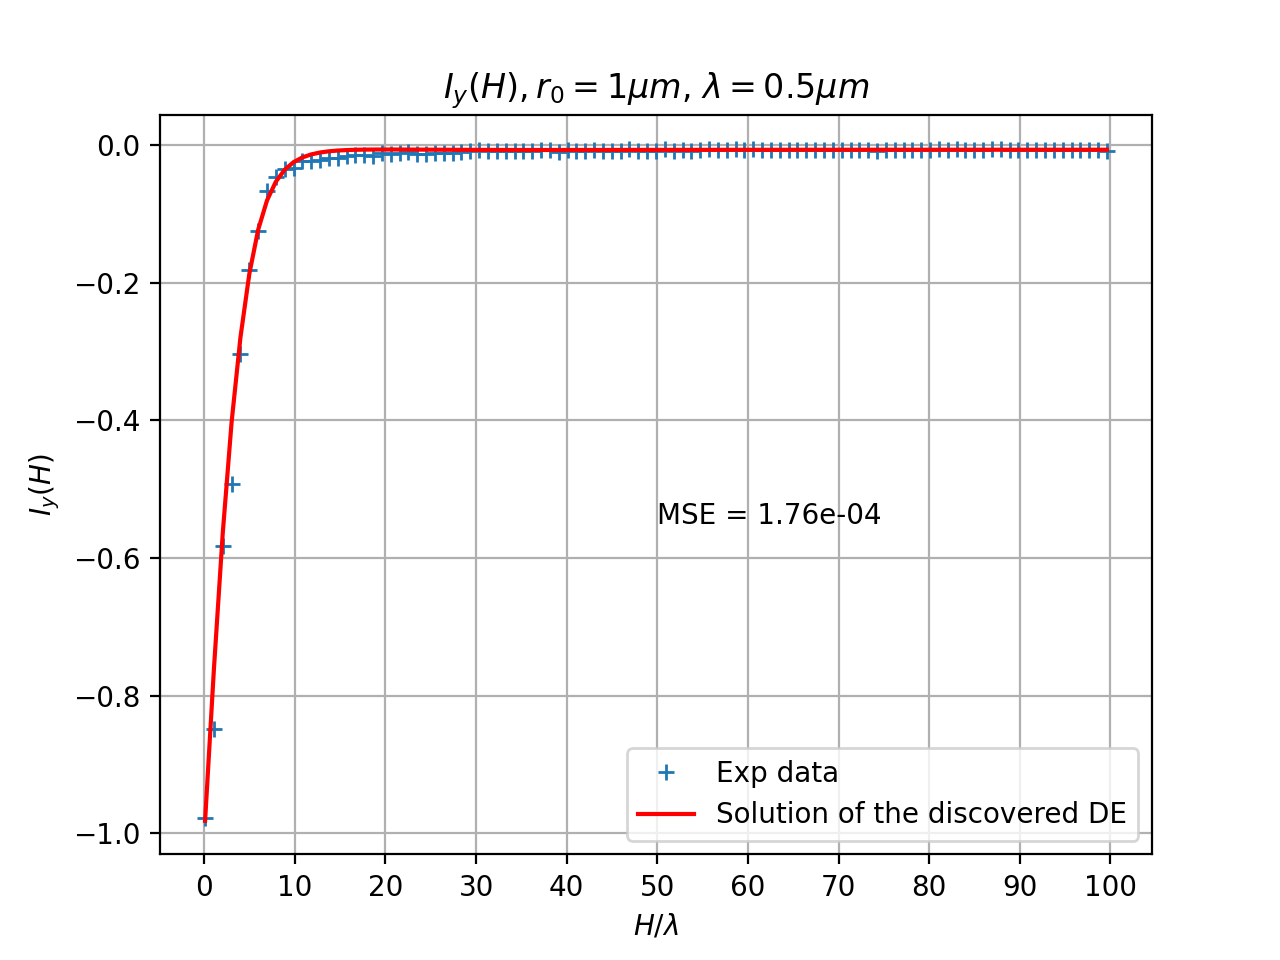 I_y(H), r_0 = 1μm, λ = 0.5μm
0.0
−0.2
−0.4
−0.6
−0.8
−1.0
I_y(H)
MSE = 1.76e-04
Exp data
Solution of the discovered DE
0 10 20 30 40 50 60 70 80 90 100
H/λ